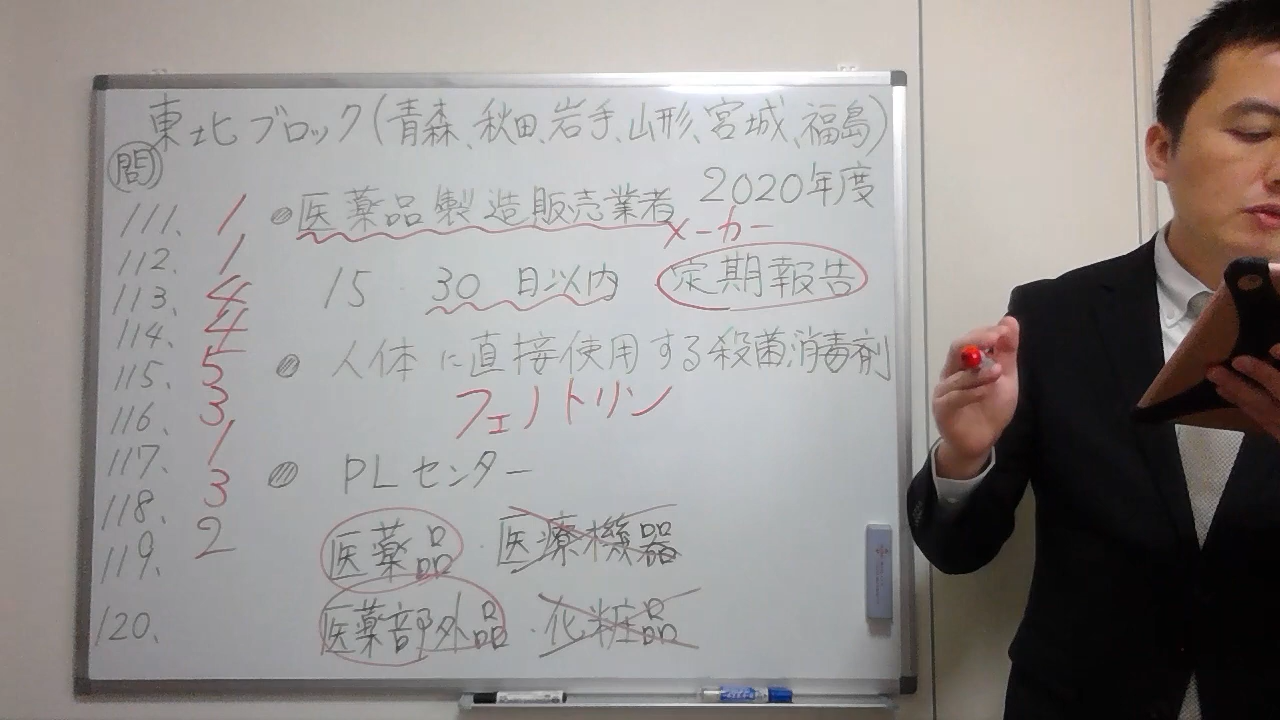 東北ブロック(青森、秋田、岩手、山形、宮城、福島)
問
2020年度
111. 1
112. 1
113. 4
114. 4
115. 5
116. 3
117. 1
118. 3
119. 2
120.
医薬品製造販売業者
メーカー
15 30日以内 定期報告
人体に直接使用する殺菌消毒剤
フェノトリン
PLセンター
医薬品・医療機器
医薬部外品・化粧品